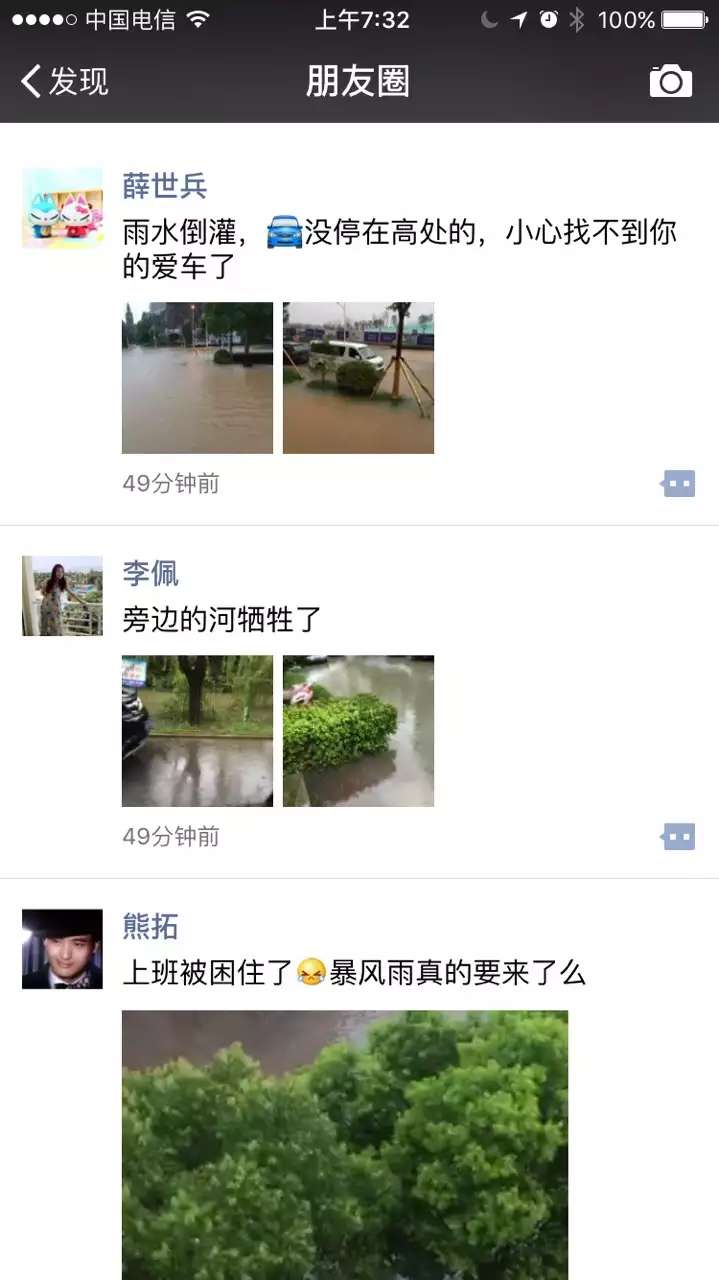 中国电信 上午7:32 100%
发现 朋友圈
薛世兵
雨水倒灌，🚘没停在高处的，小心找不到你
的爱车了
49分钟前
李佩
旁边的河牺牲了
49分钟前
熊拓
上班被困住了😭暴风雨真的要来了么